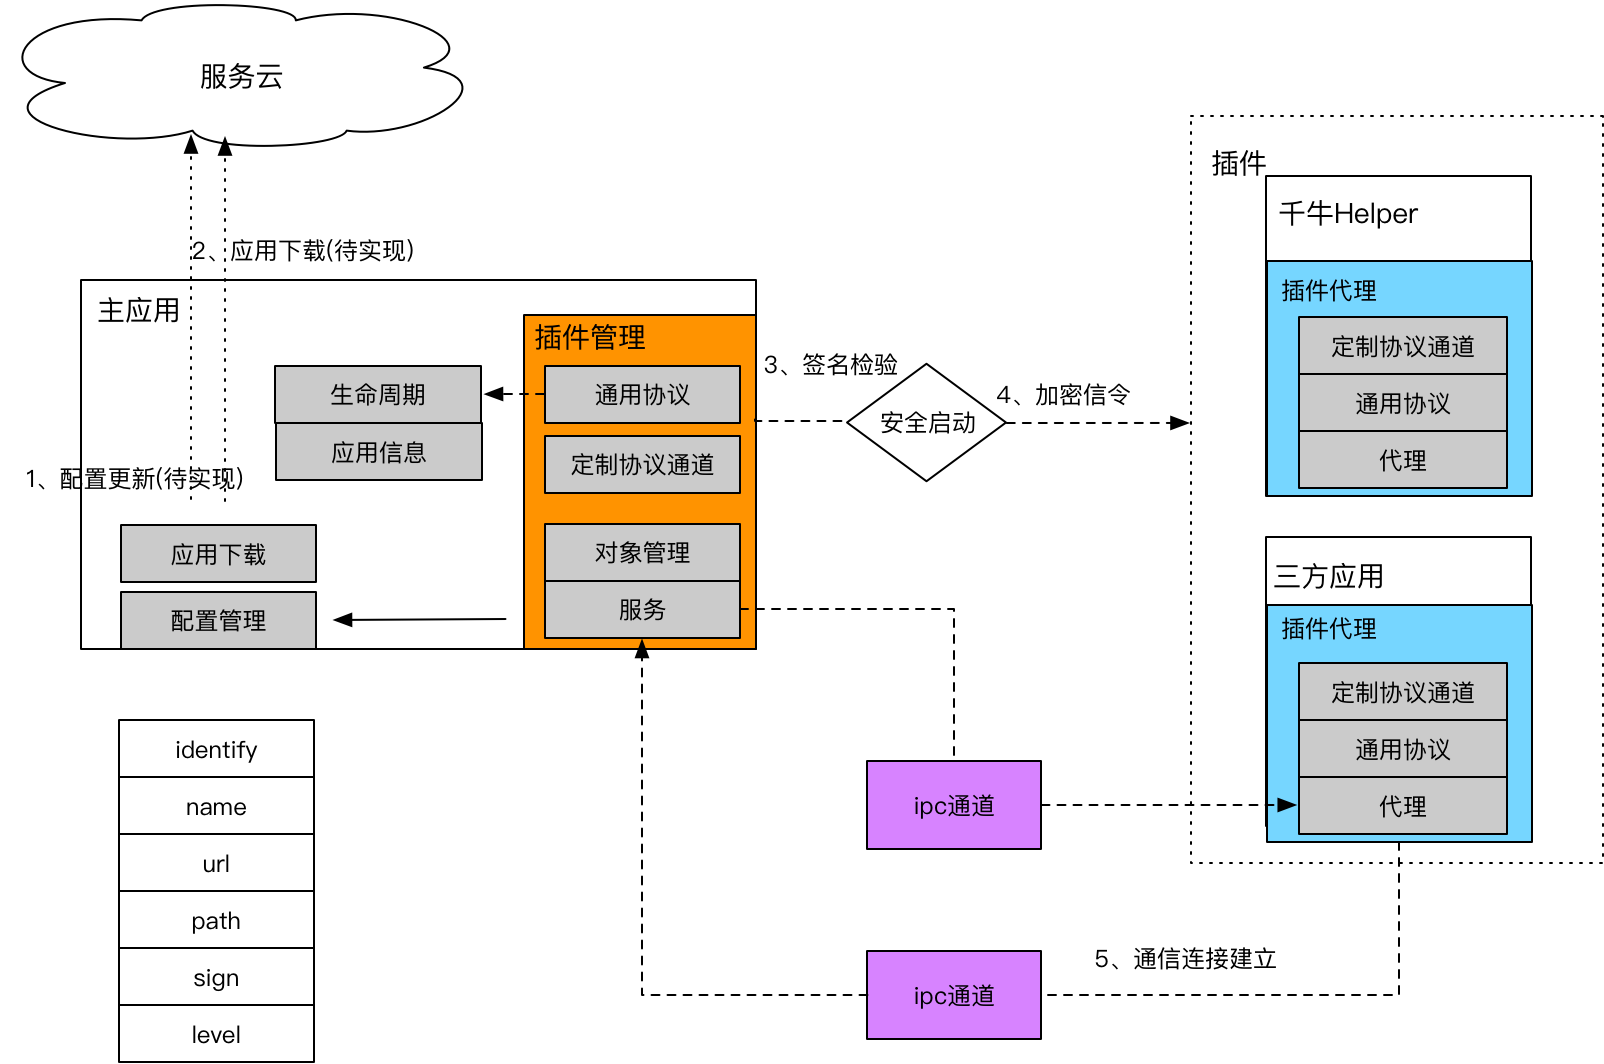 服务云
2、应用下载(待实现)
主应用
1、配置更新(待实现)
生命周期
应用信息
应用下载
配置管理
插件管理
通用协议
定制协议通道
对象管理
服务
3、签名检验
安全启动
4、加密信令
插件
千牛Helper
插件代理
定制协议通道
通用协议
代理
三方应用
插件代理
定制协议通道
通用协议
代理
ipc通道
5、通信连接建立
ipc通道
identify
name
url
path
sign
level